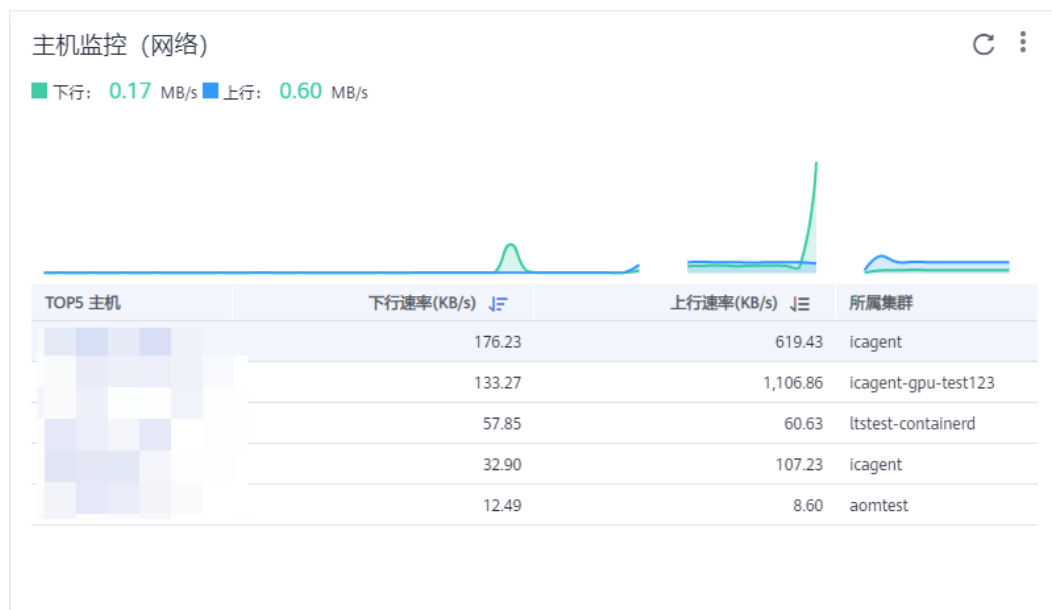 主机监控（网络）
下行： 0.17 MB/s 上行： 0.60 MB/s
TOP5 主机 下行速率(KB/s) 上行速率(KB/s) 所属集群
176.23 619.43 icagent
133.27 1,106.86 icagent-gpu-test123
57.85 60.63 ltstest-containerd
32.90 107.23 icagent
12.49 8.60 aomtest